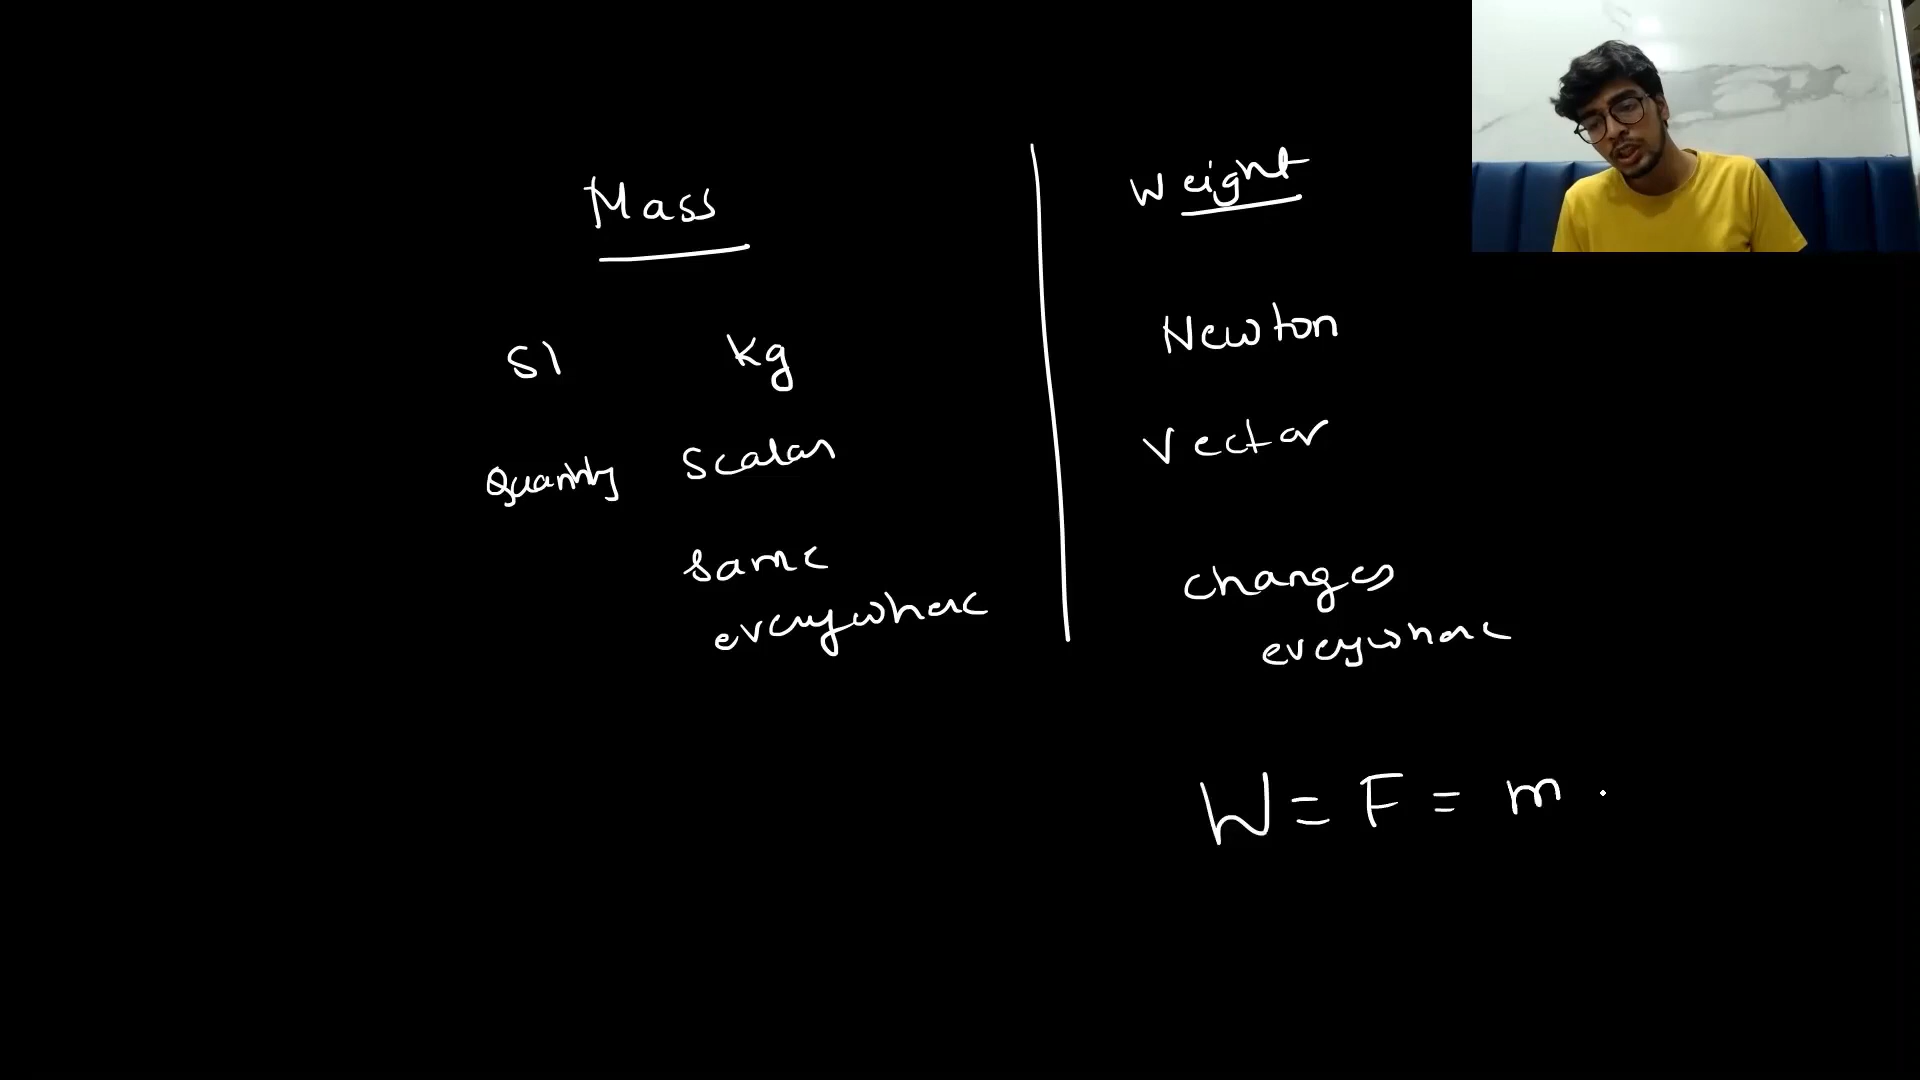 Mass
Weight
SI Kg Newton
Quantity Scalar Vector
Same everywhere
changes everywhere
W = F = m .